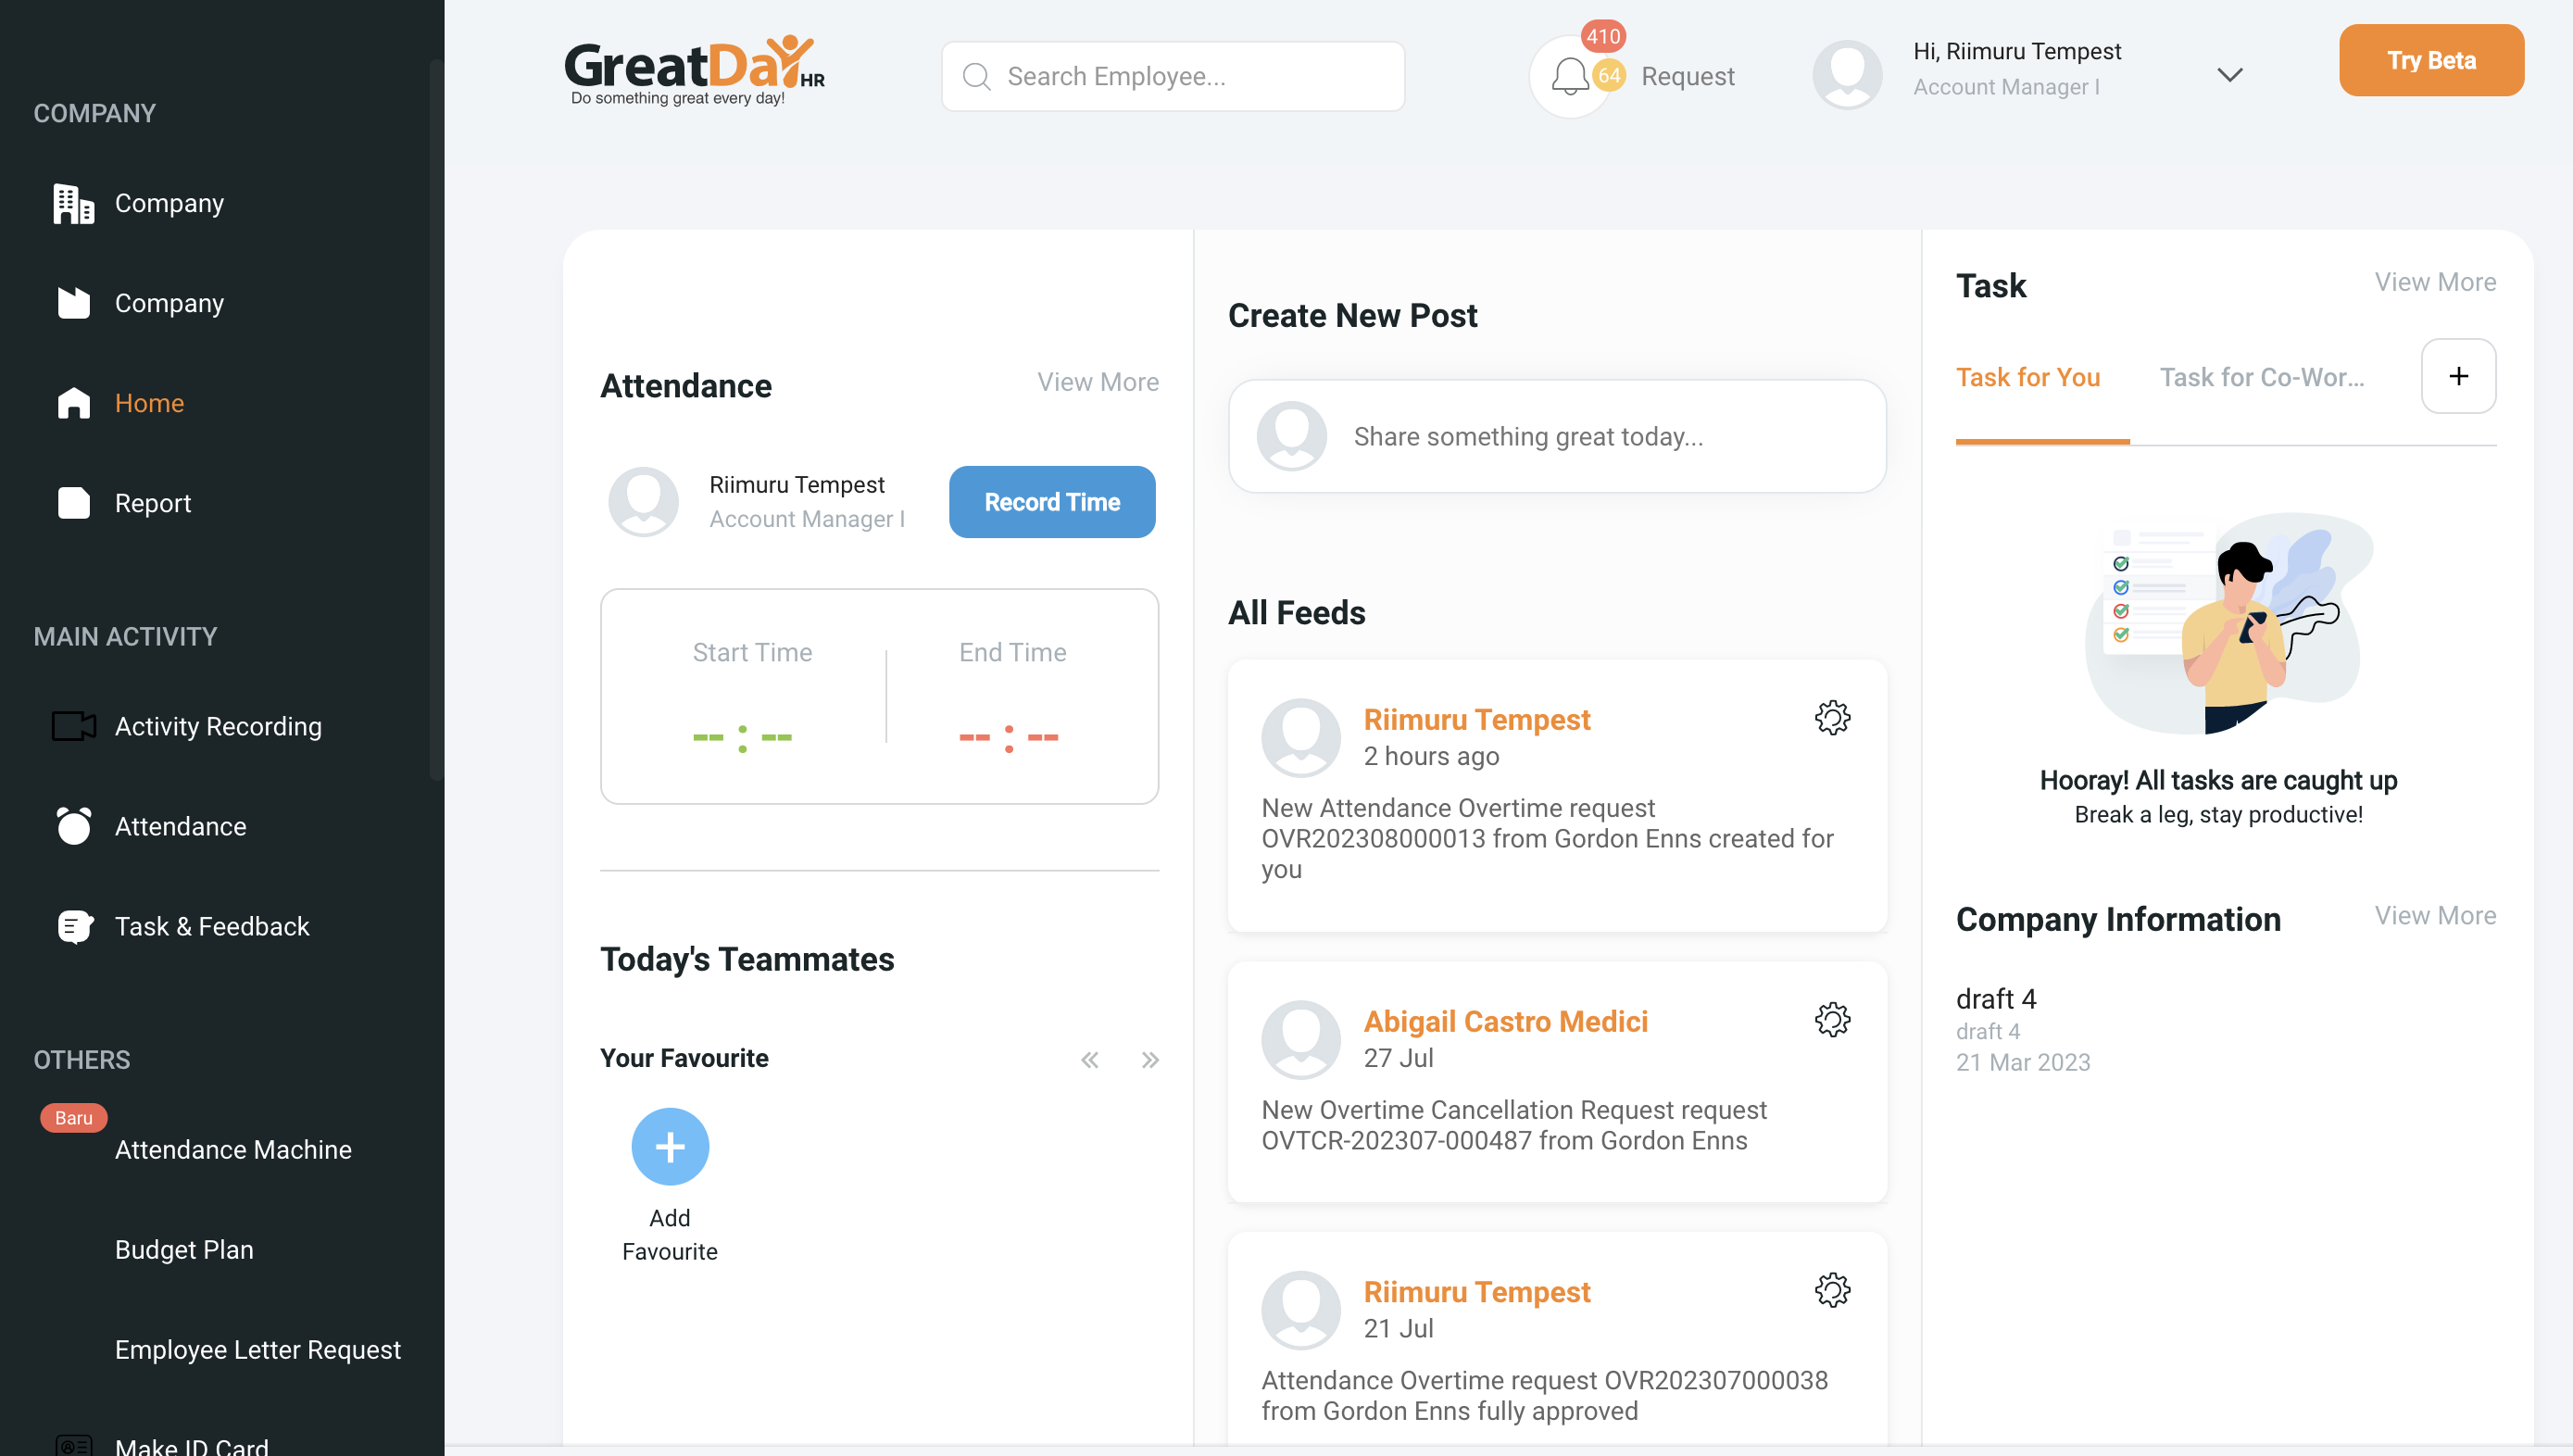 COMPANY
Company
Company
Home
Report
MAIN ACTIVITY
Activity Recording
Attendance
Task & Feedback
OTHERS
Baru
Attendance Machine
Budget Plan
Employee Letter Request
Make ID Card
GreatDay HR
Do something great every day!
Search Employee...
410
64
Request
Hi, Riimuru Tempest
Account Manager I
Try Beta
Attendance
View More
Riimuru Tempest
Account Manager I
Record Time
Start Time
End Time
-- : --
-- : --
Today's Teammates
Your Favourite
Add
Favourite
Create New Post
Share something great today...
All Feeds
Riimuru Tempest
2 hours ago
New Attendance Overtime request
OVR202308000013 from Gordon Enns created for
you
Abigail Castro Medici
27 Jul
New Overtime Cancellation Request request
OVTCR-202307-000487 from Gordon Enns
Riimuru Tempest
21 Jul
Attendance Overtime request OVR202307000038
from Gordon Enns fully approved
Task
View More
Task for You
Task for Co-Wor...
Hooray! All tasks are caught up
Break a leg, stay productive!
Company Information
View More
draft 4
draft 4
21 Mar 2023